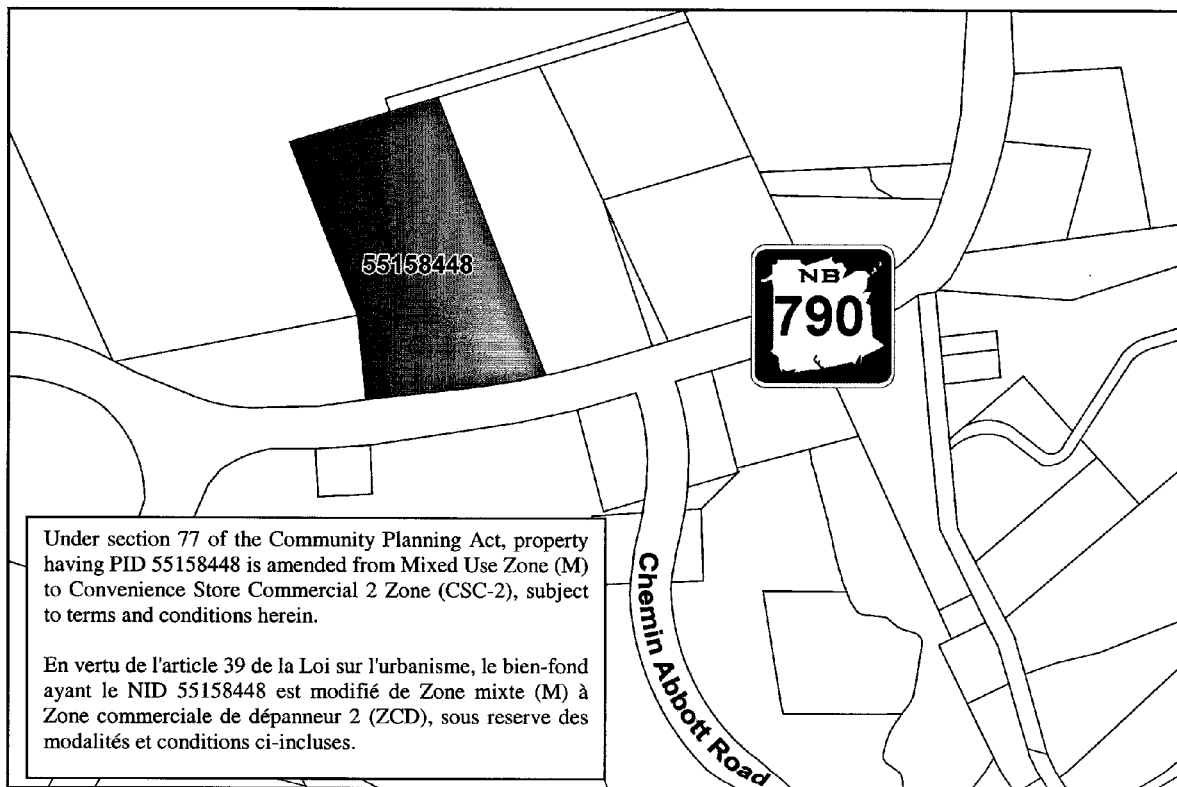 55158448
NB
790
Chemin Abbott Road
Under section 77 of the Community Planning Act, property
having PID 55158448 is amended from Mixed Use Zone (M)
to Convenience Store Commercial 2 Zone (CSC-2), subject
to terms and conditions herein.
En vertu de l'article 39 de la Loi sur l'urbanisme, le bien-fond
ayant le NID 55158448 est modifié de Zone mixte (M) à
Zone commerciale de dépanneur 2 (ZCD), sous reserve des
modalités et conditions ci-incluses.